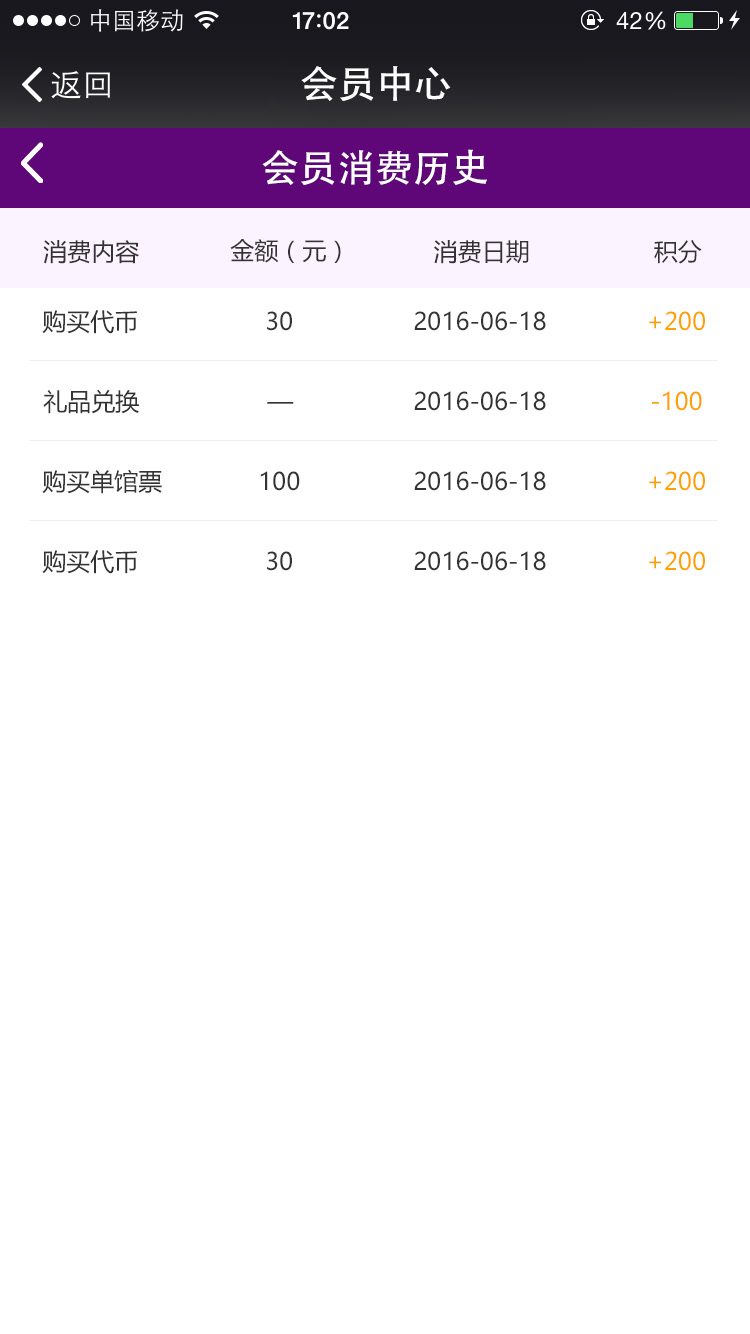 中国移动 17:02 42%
返回 会员中心
会员消费历史
消费内容 金额（元） 消费日期 积分
购买代币 30 2016-06-18 +200
礼品兑换 — 2016-06-18 -100
购买单馆票 100 2016-06-18 +200
购买代币 30 2016-06-18 +200